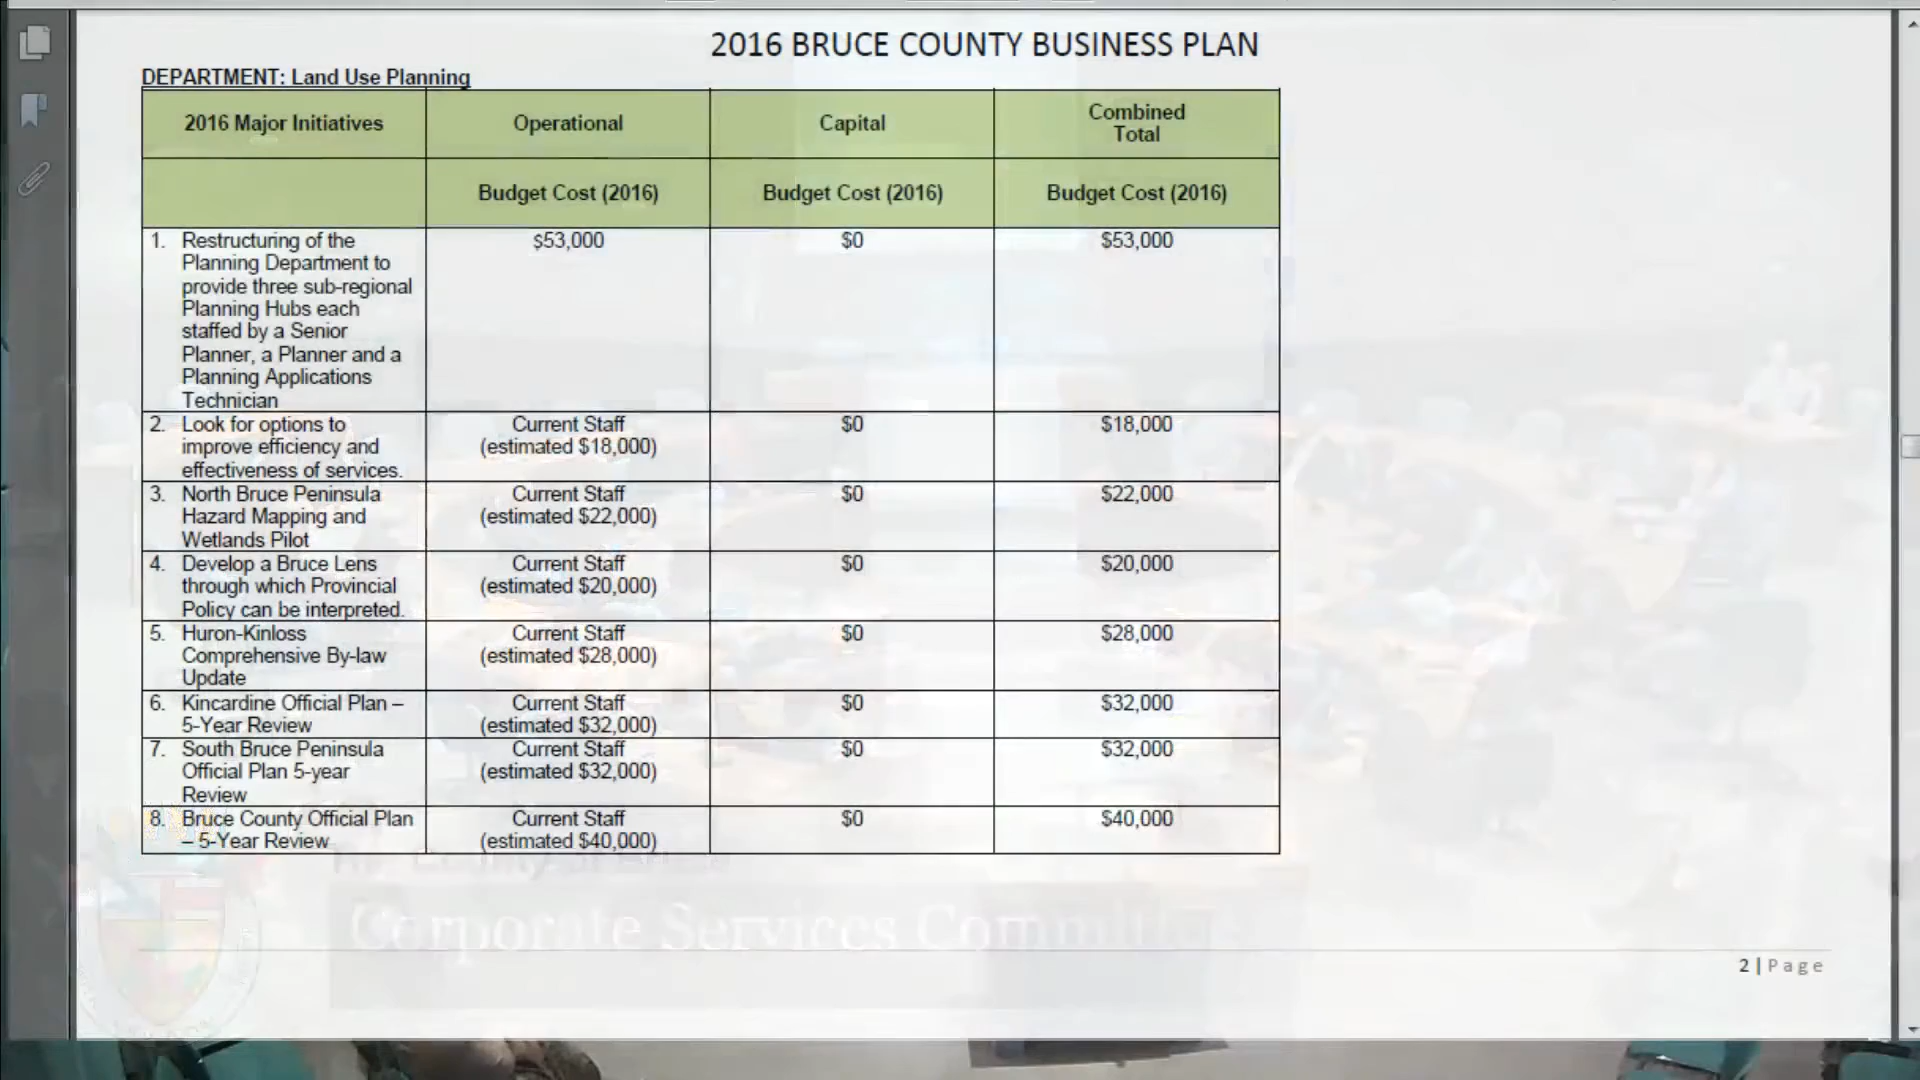 2016 BRUCE COUNTY BUSINESS PLAN
DEPARTMENT: Land Use Planning
2016 Major Initiatives
Operational
Capital
Combined
Total
Budget Cost (2016)
Budget Cost (2016)
Budget Cost (2016)
1. Restructuring of the
Planning Department to
provide three sub-regional
Planning Hubs each
staffed by a Senior
Planner, a Planner and a
Planning Applications
Technician
$53,000
$0
$53,000
2. Look for options to
improve efficiency and
effectiveness of services.
Current Staff
(estimated $18,000)
$0
$18,000
3. North Bruce Peninsula
Hazard Mapping and
Wetlands Pilot
Current Staff
(estimated $22,000)
$0
$22,000
4. Develop a Bruce Lens
through which Provincial
Policy can be interpreted.
Current Staff
(estimated $20,000)
$0
$20,000
5. Huron-Kinloss
Comprehensive By-law
Update
Current Staff
(estimated $28,000)
$0
$28,000
6. Kincardine Official Plan –
5-Year Review
Current Staff
(estimated $32,000)
$0
$32,000
7. South Bruce Peninsula
Official Plan 5-year
Review
Current Staff
(estimated $32,000)
$0
$32,000
8. Bruce County Official Plan
– 5-Year Review
Current Staff
(estimated $40,000)
$0
$40,000
Corporate Services
2 | Page